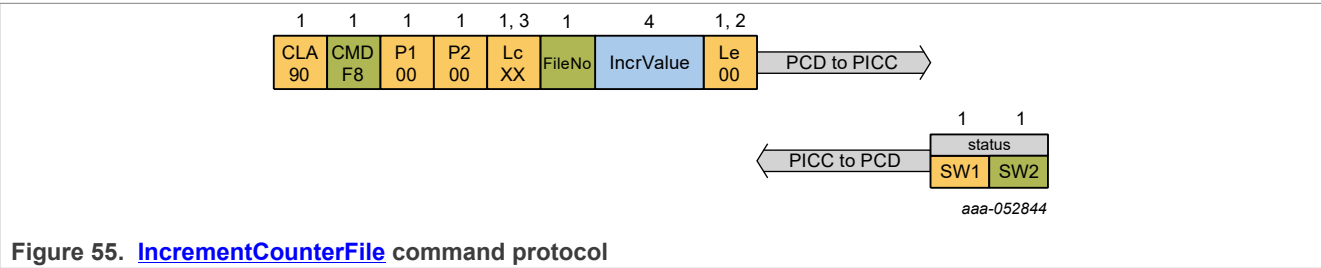 1 1 1 1 1, 3 1 4 1, 2
CLA CMD P1 P2 Lc FileNo IncrValue Le PCD to PICC
90 F8 00 00 XX 00
1 1
status
PICC to PCD SW1 SW2
aaa-052844
Figure 55. IncrementCounterFile command protocol